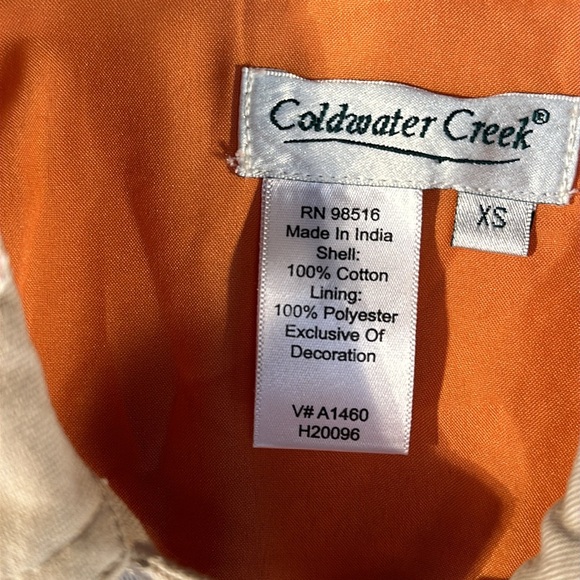 Coldwater Creek®
XS
RN 98516
Made In India
Shell:
100% Cotton
Lining:
100% Polyester
Exclusive Of
Decoration
V# A1460
H20096